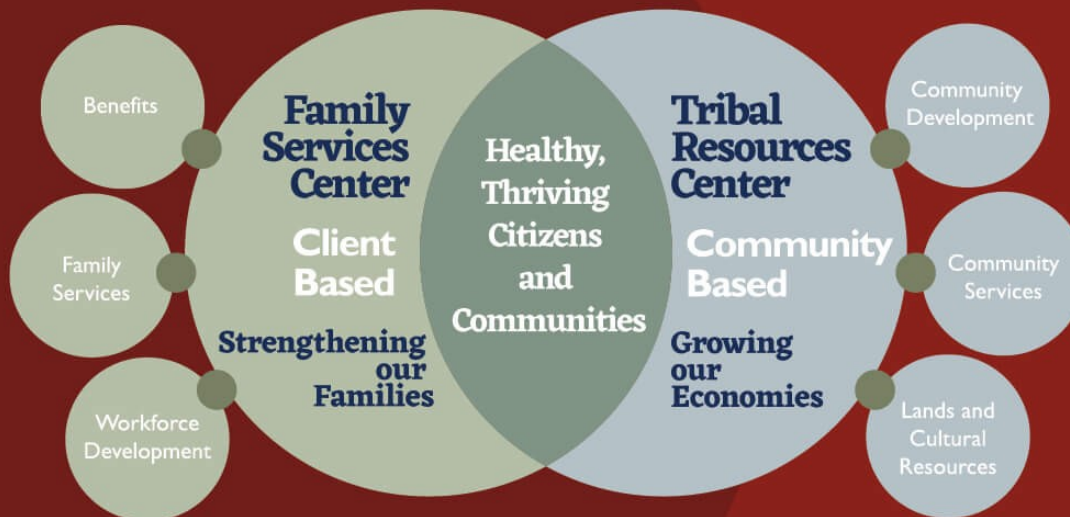 Benefits
Family
Services
Workforce
Development
Family
Services
Center
Client
Based
Strengthening
our
Families
Healthy,
Thriving
Citizens
and
Communities
Tribal
Resources
Center
Community
Based
Growing
our
Economies
Community
Development
Community
Services
Lands and
Cultural
Resources